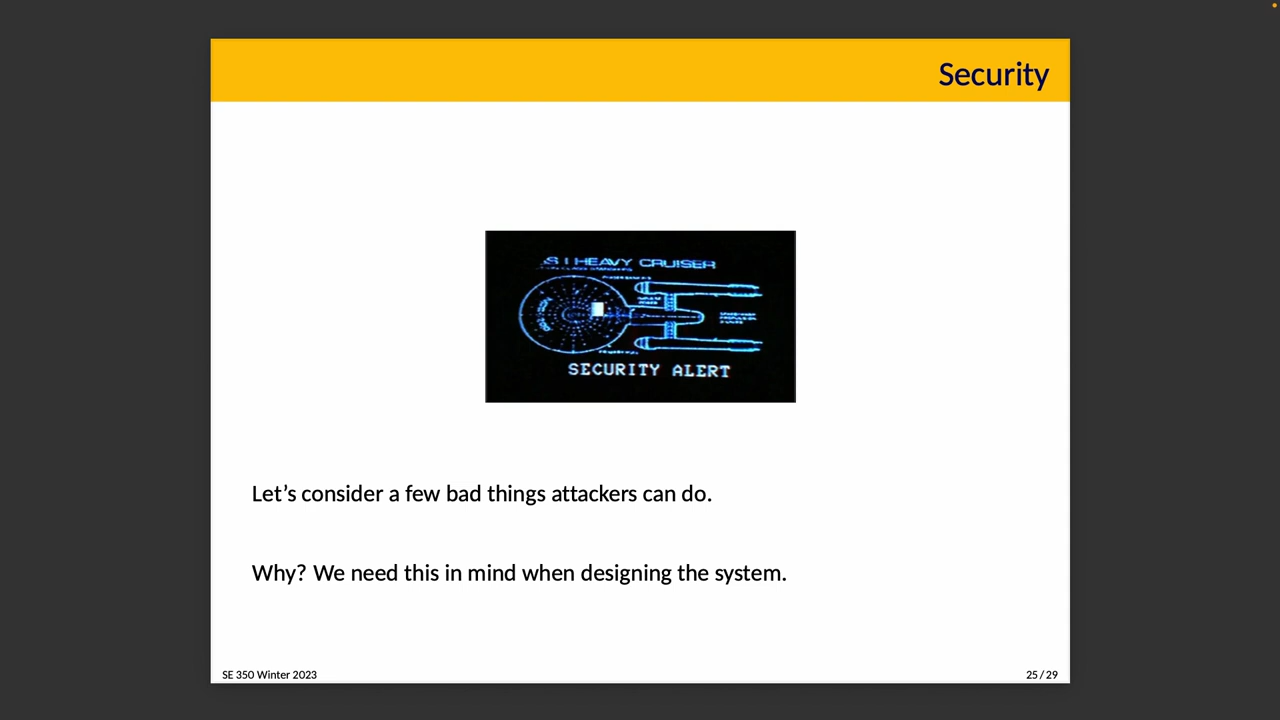 Security
HEAVY CRUISER
SECURITY ALERT
Let's consider a few bad things attackers can do.
Why? We need this in mind when designing the system.
SE 350 Winter 2023
25 / 29